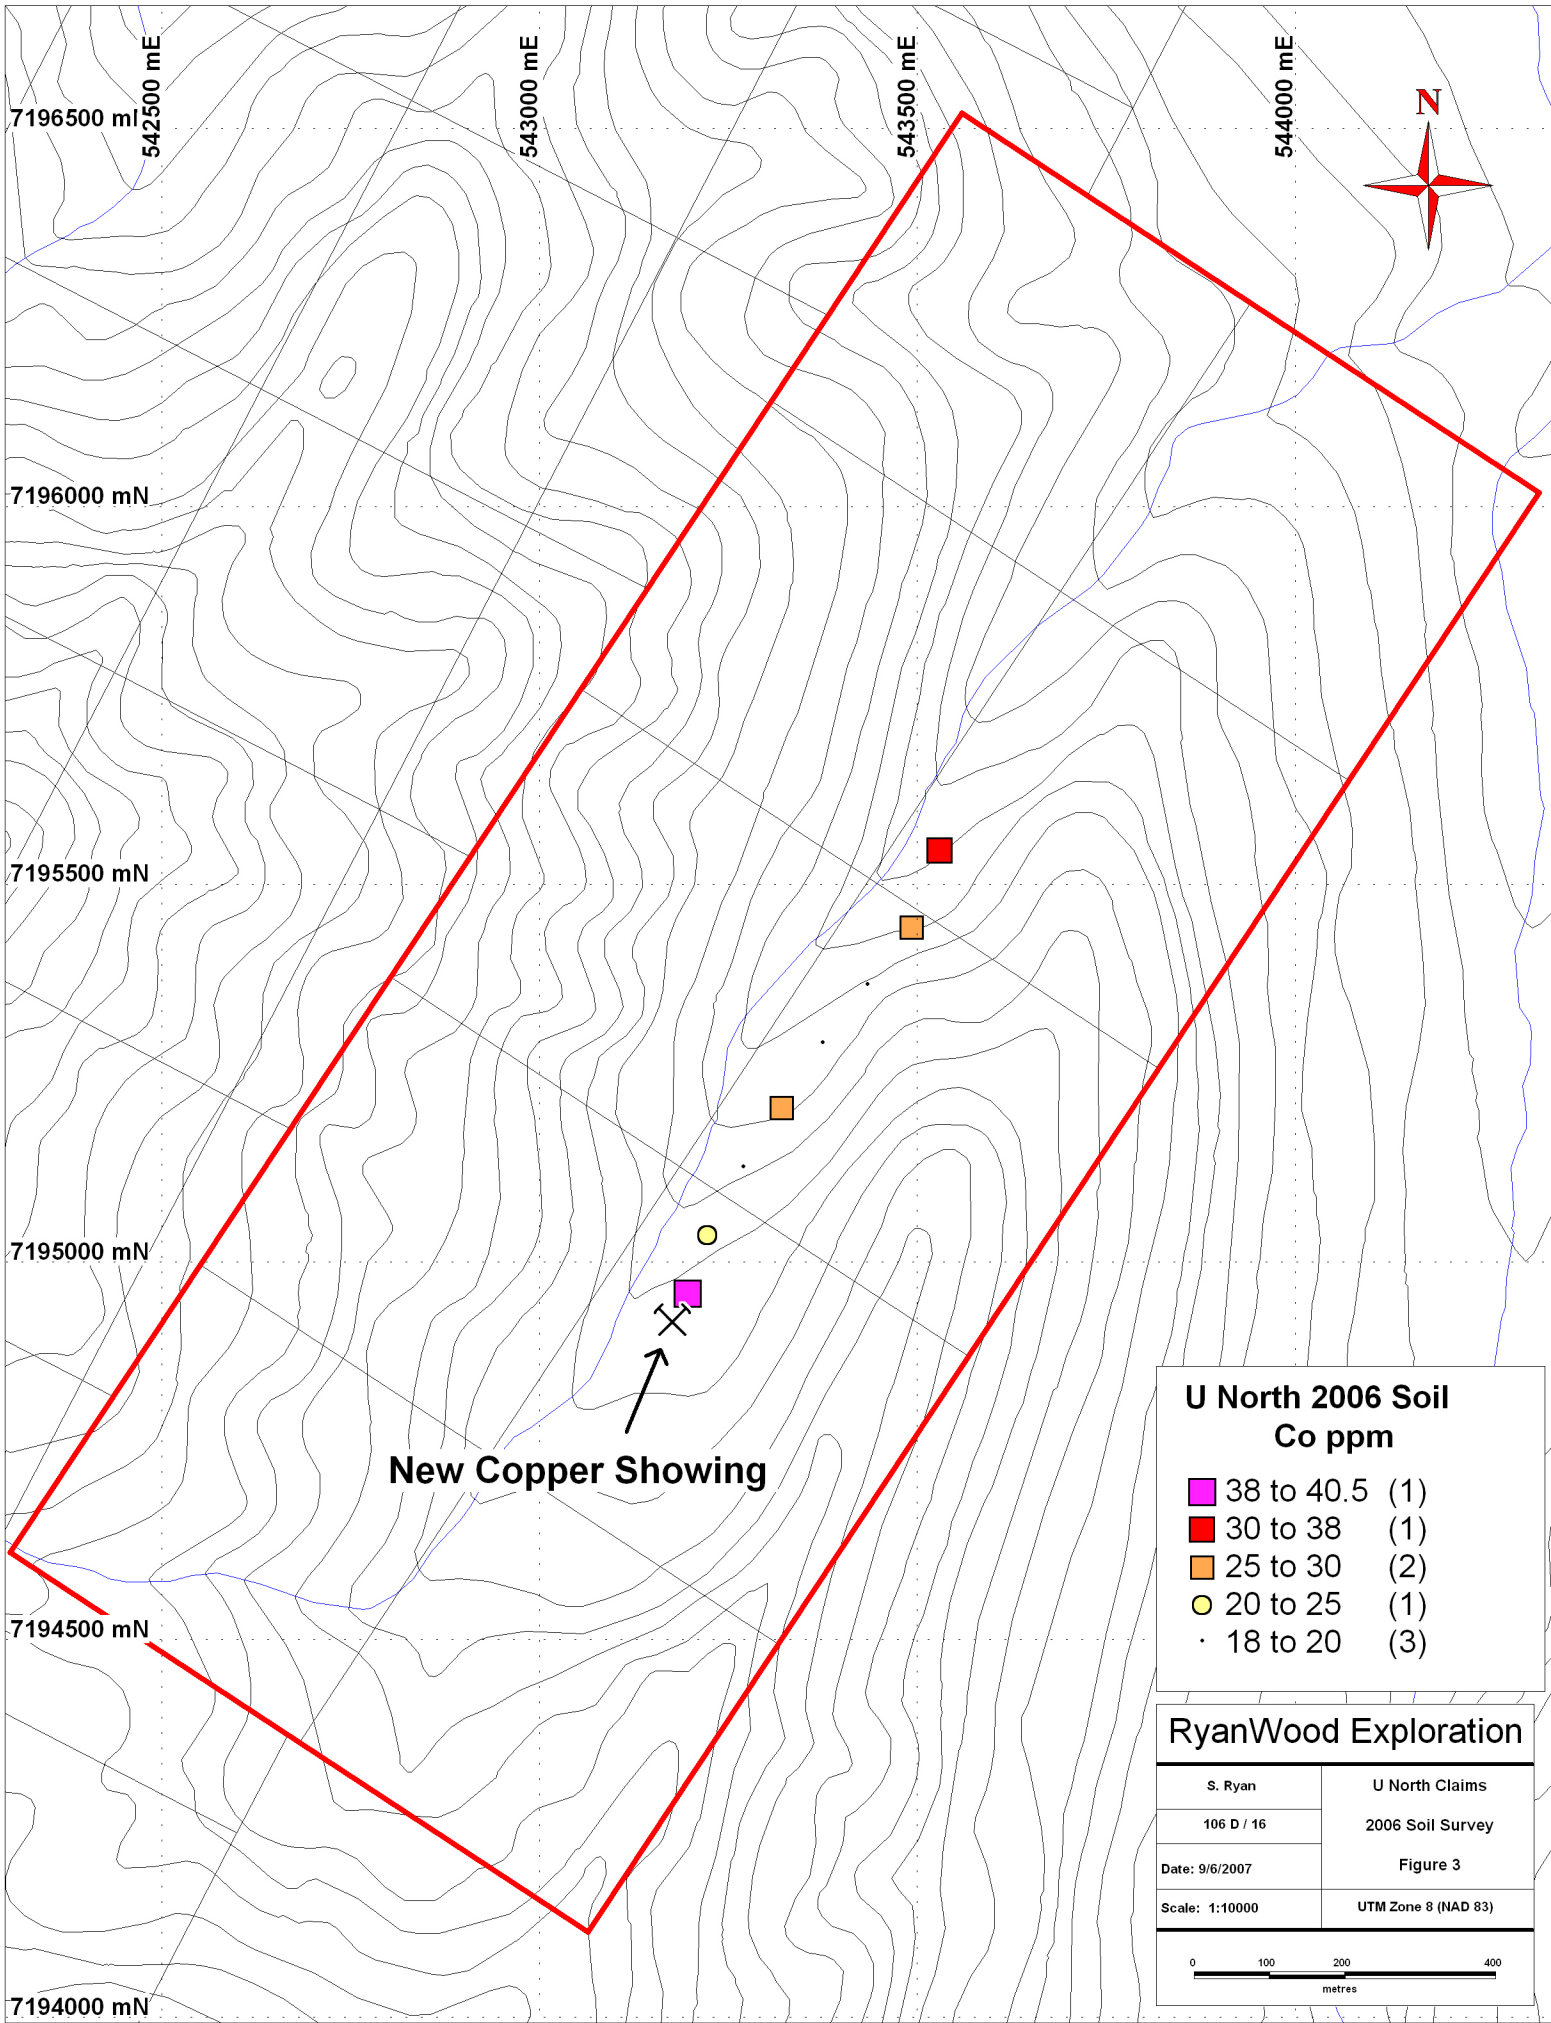 542500 mE
543000 mE
543500 mE
544000 mE
N
7196500 m
7196000 mN
7195500 mN
7195000 mN
7194500 mN
7194000 mN
New Copper Showing
U North 2006 Soil
Co ppm
38 to 40.5 (1)
30 to 38 (1)
25 to 30 (2)
20 to 25 (1)
18 to 20 (3)
RyanWood Exploration
S. Ryan
106 D / 16
Date: 9/6/2007
Scale: 1:10000
U North Claims
2006 Soil Survey
Figure 3
UTM Zone 8 (NAD 83)
0 100 200 400
metres